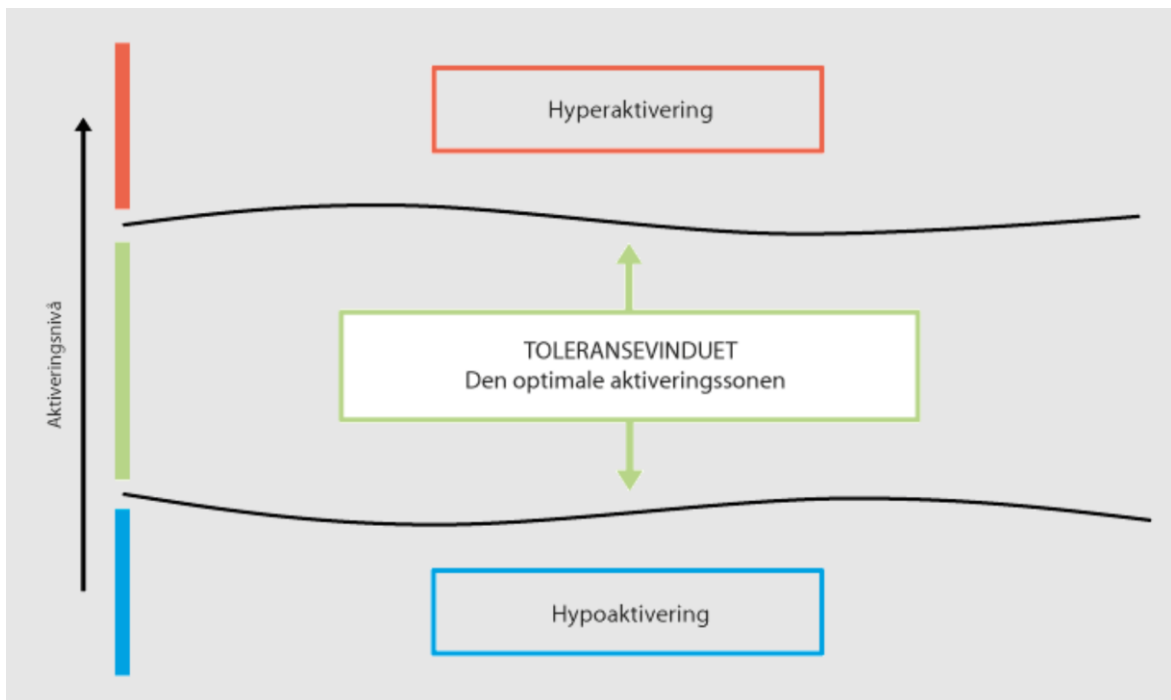 Hyperaktivering
Aktiveringsnivå
TOLERANSEVINDUET
Den optimale aktiveringssonen
Hypoaktivering